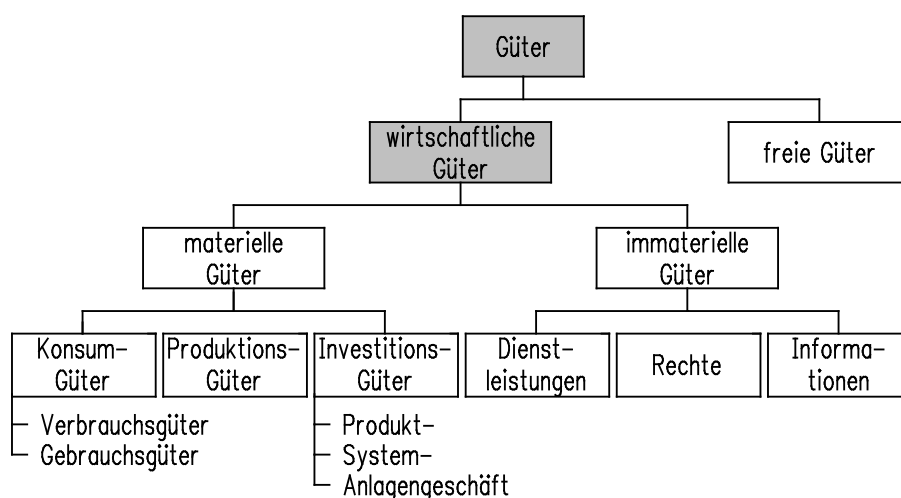 Güter
wirtschaftliche
Güter
freie Güter
materielle
Güter
immaterielle
Güter
Konsum-
Güter
Produktions-
Güter
Investitions-
Güter
Dienst-
leistungen
Rechte
Informa-
tionen
Verbrauchsgüter
Gebrauchsgüter
Produkt-
System-
Anlagengeschäft